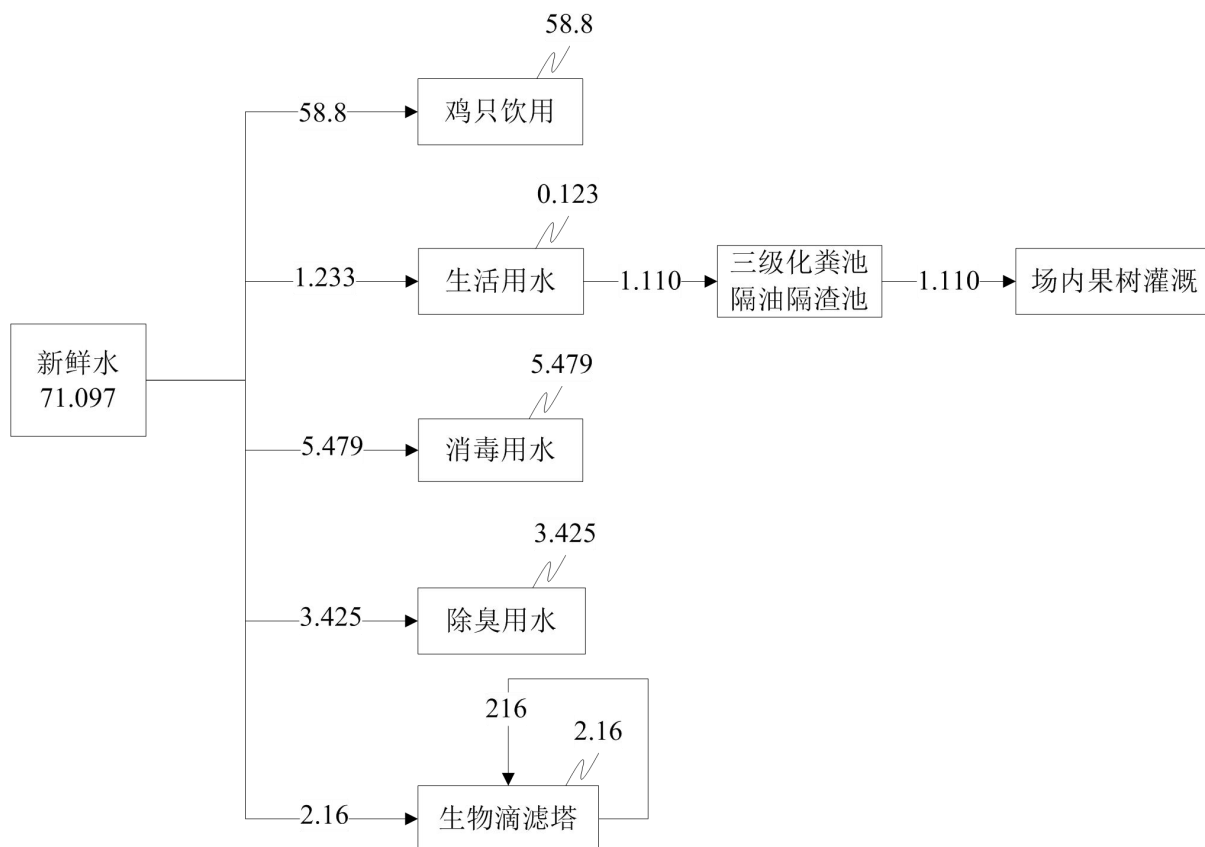 58.8
58.8
鸡只饮用
0.123
1.233
生活用水
1.110
三级化粪池
隔油隔渣池
1.110
场内果树灌溉
新鲜水
71.097
5.479
5.479
消毒用水
3.425
3.425
除臭用水
216
2.16
2.16
生物滴滤塔